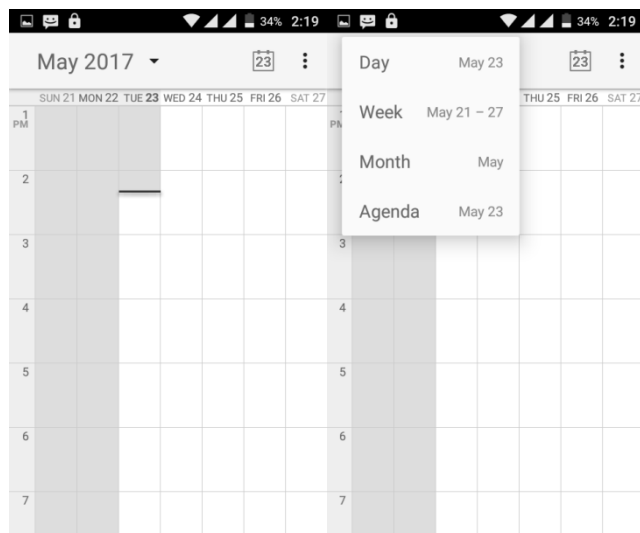 34% 2:19
May 2017
23
SUN 21 MON 22 TUE 23 WED 24 THU 25 FRI 26 SAT 27
1
PM
2
3
4
5
6
7
34% 2:19
23
Day May 23
Week May 21 – 27
Month May
Agenda May 23
THU 25 FRI 26 SAT 27
3
4
5
6
7